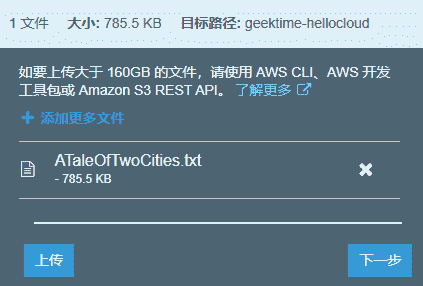 1 文件 大小: 785.5 KB 目标路径: geektime-hellocloud
如要上传大于 160GB 的文件，请使用 AWS CLI、AWS 开发
工具包或 Amazon S3 REST API。 了解更多
添加更多文件
ATaleOfTwoCities.txt
- 785.5 KB
上传 下一步